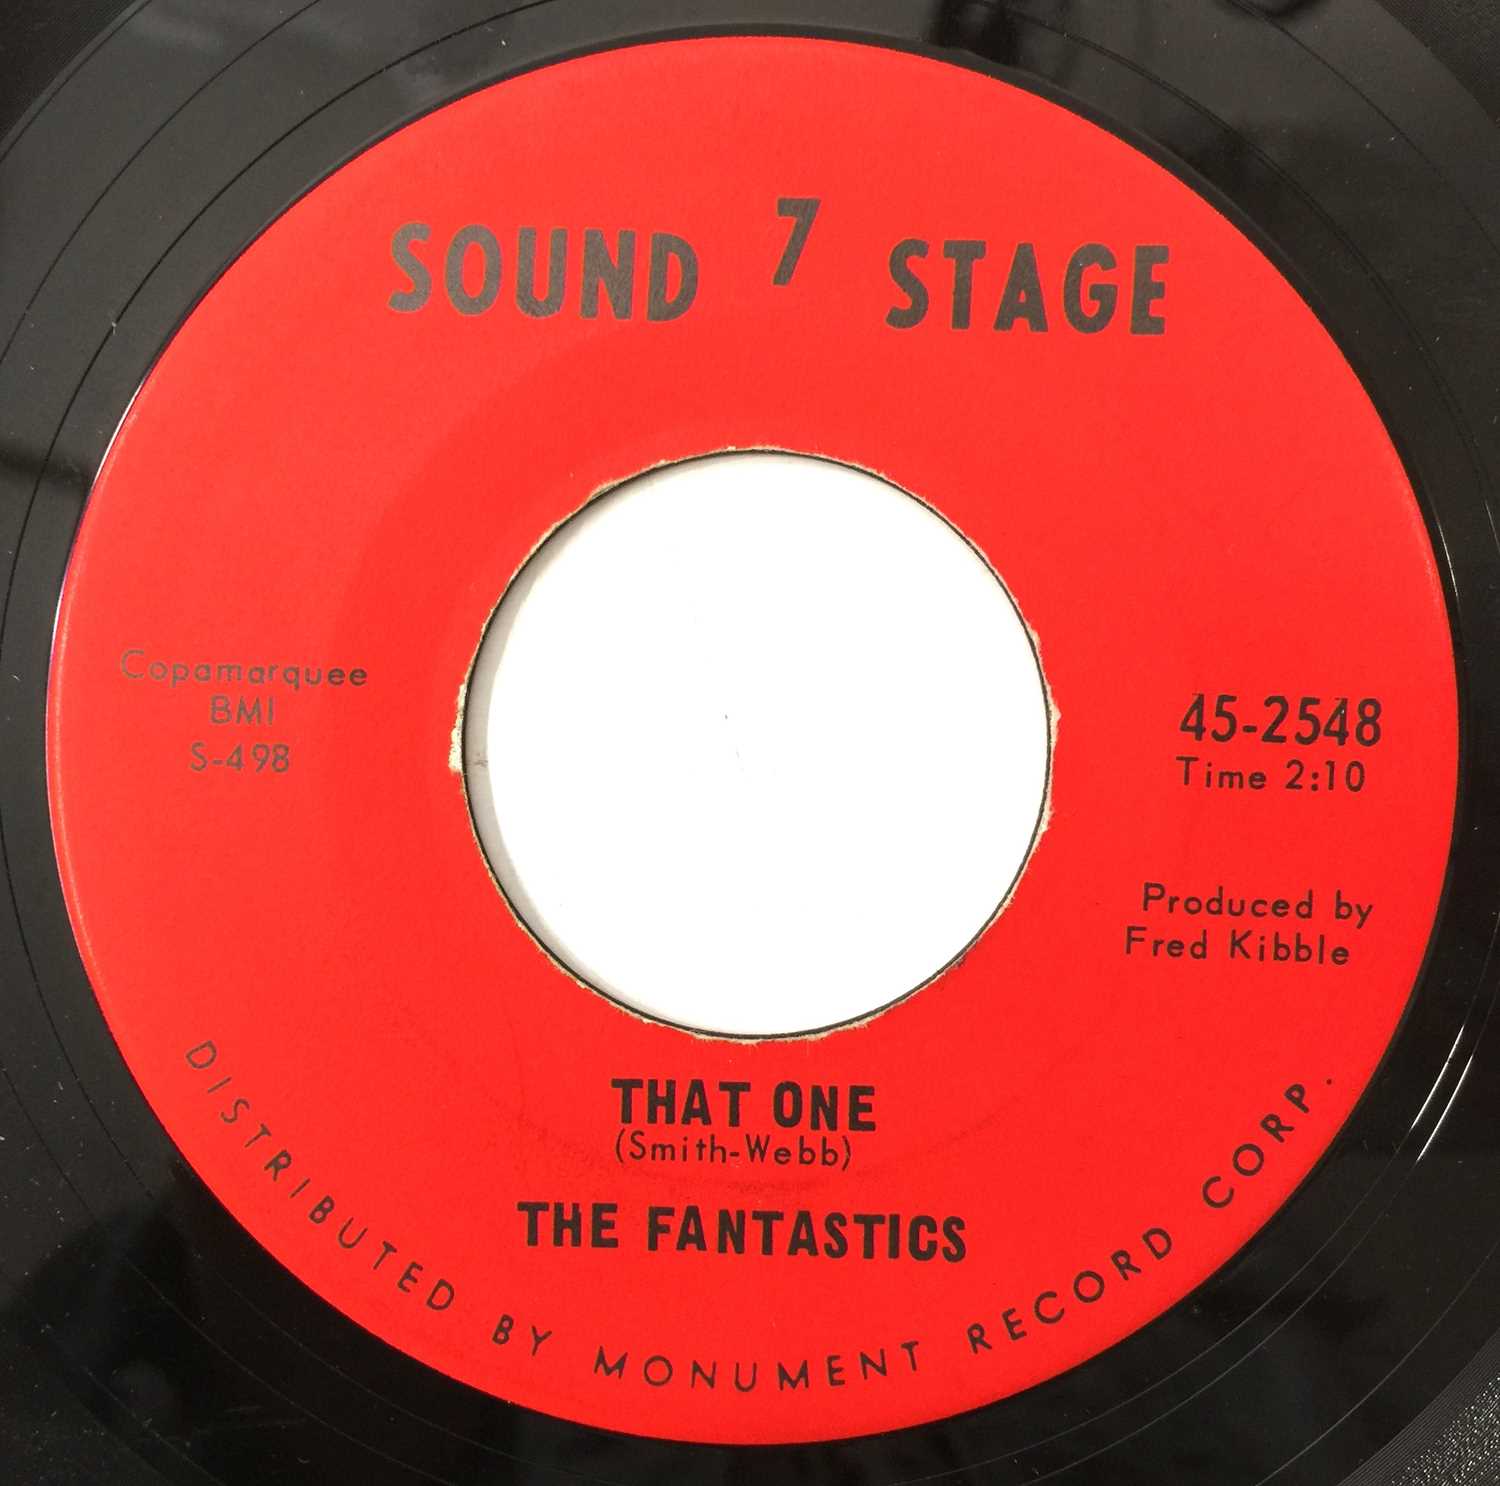 SOUND 7 STAGE
Copamarquee
BMI
S-498
45-2548
Time 2:10
Produced by
Fred Kibble
THAT ONE
(Smith-Webb)
THE FANTASTICS
DISTRIBUTED BY MONUMENT RECORD CORP.